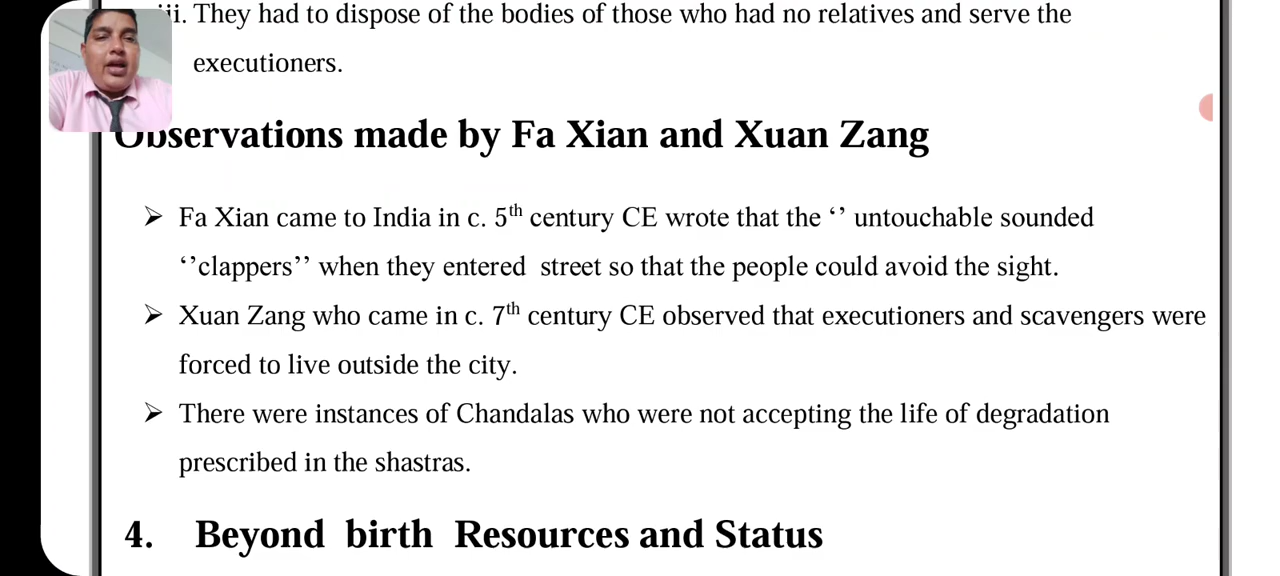 iii. They had to dispose of the bodies of those who had no relatives and serve the
executioners.
Observations made by Fa Xian and Xuan Zang
➢ Fa Xian came to India in c. 5th century CE wrote that the ‘’ untouchable sounded
‘’clappers’’ when they entered street so that the people could avoid the sight.
➢ Xuan Zang who came in c. 7th century CE observed that executioners and scavengers were
forced to live outside the city.
➢ There were instances of Chandalas who were not accepting the life of degradation
prescribed in the shastras.
4. Beyond birth Resources and Status